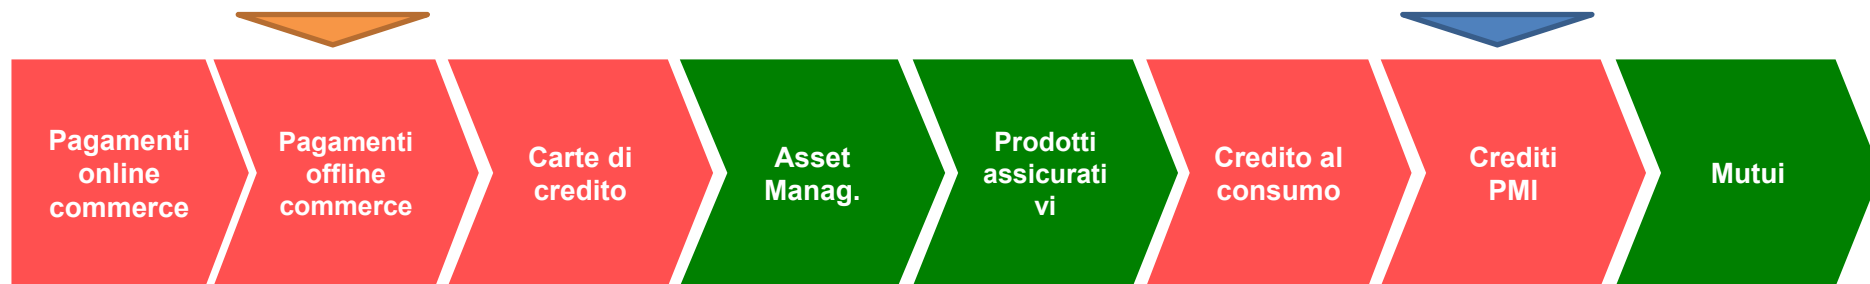 Pagamenti
online
commerce
Pagamenti
offline
commerce
Carte di
credito
Asset
Manag.
Prodotti
assicurati
vi
Credito al
consumo
Crediti
PMI
Mutui